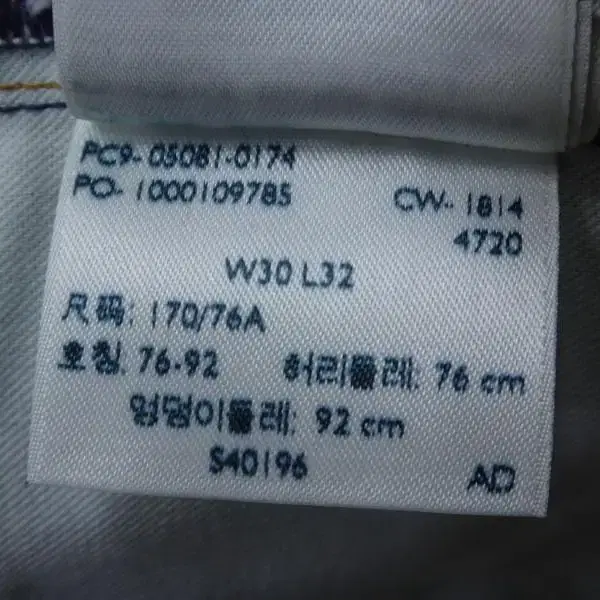 PC9-05081-0174
PO-1000109785 CW-1814
4720
W30 L32
尺码: 170/76A
호칭 76-92 허리둘레: 76 cm
엉덩이둘레: 92 cm
S40196 AD